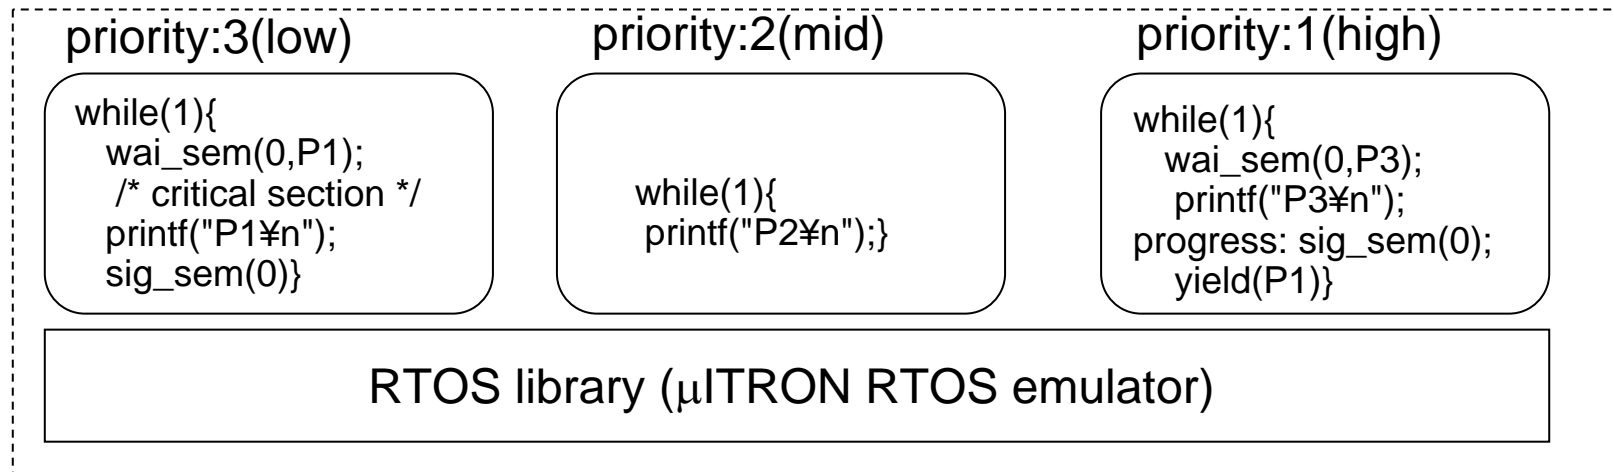 priority:3(low)
while(1){
wai_sem(0,P1);
/* critical section */
printf("P1¥n");
sig_sem(0)}
priority:2(mid)
while(1){
printf("P2¥n");}
priority:1(high)
while(1){
wai_sem(0,P3);
printf("P3¥n");
progress: sig_sem(0);
yield(P1)}
RTOS library (μITRON RTOS emulator)